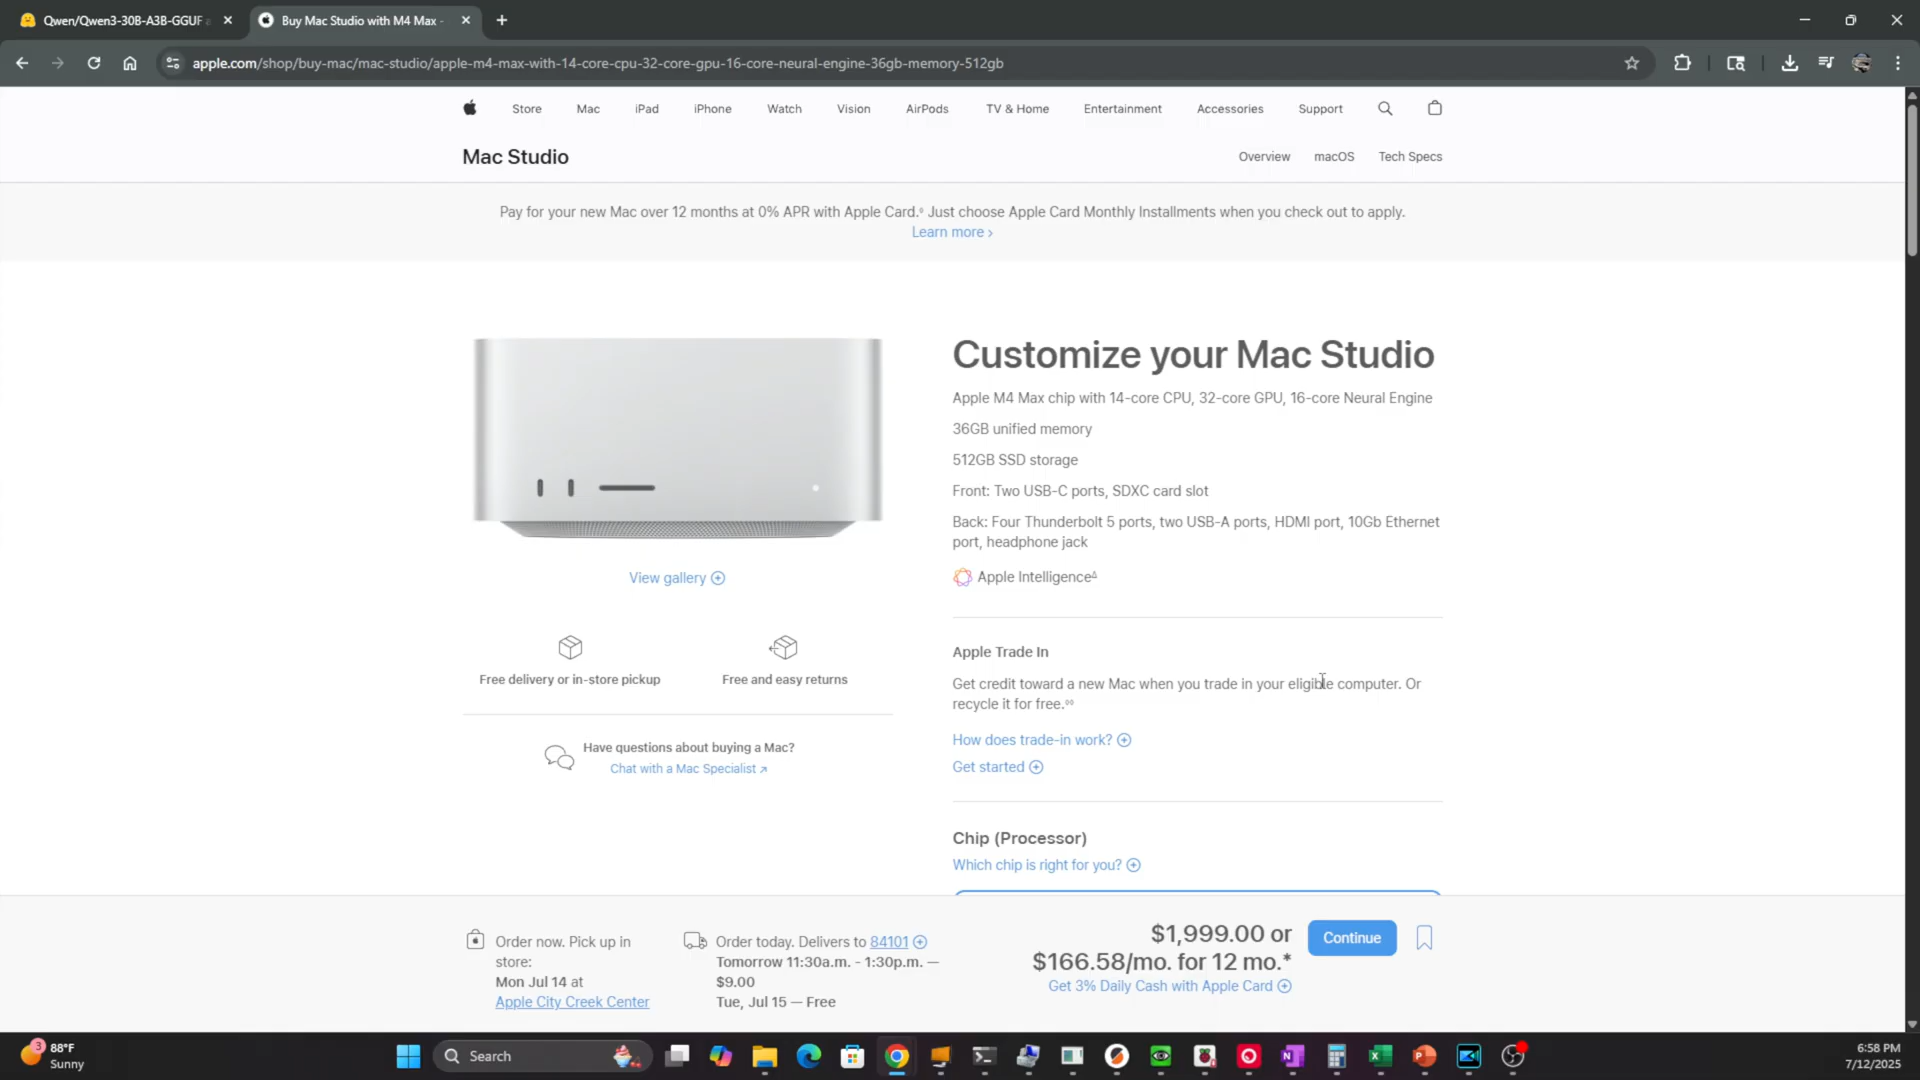 Qwen/Qwen3-30B-A3B-GGUF
Buy Mac Studio with M4 Max -
apple.com/shop/buy-mac/mac-studio/apple-m4-max-with-14-core-cpu-32-core-gpu-16-core-neural-engine-36gb-memory-512gb
Store Mac iPad iPhone Watch Vision AirPods TV & Home Entertainment Accessories Support
Mac Studio
Overview macOS Tech Specs
Pay for your new Mac over 12 months at 0% APR with Apple Card.◊ Just choose Apple Card Monthly Installments when you check out to apply.
Learn more ›
Customize your Mac Studio
Apple M4 Max chip with 14-core CPU, 32-core GPU, 16-core Neural Engine
36GB unified memory
512GB SSD storage
Front: Two USB-C ports, SDXC card slot
Back: Four Thunderbolt 5 ports, two USB-A ports, HDMI port, 10Gb Ethernet
port, headphone jack
Apple Intelligence∆
View gallery
Free delivery or in-store pickup
Free and easy returns
Have questions about buying a Mac?
Chat with a Mac Specialist ↗
Apple Trade In
Get credit toward a new Mac when you trade in your eligible computer. Or
recycle it for free.◊◊
How does trade-in work?
Get started
Chip (Processor)
Which chip is right for you?
Order now. Pick up in
store:
Mon Jul 14 at
Apple City Creek Center
Order today. Delivers to 84101
Tomorrow 11:30a.m. - 1:30p.m. —
$9.00
Tue, Jul 15 — Free
$1,999.00 or
$166.58/mo. for 12 mo.*
Get 3% Daily Cash with Apple Card
Continue
3
88°F
Sunny
Search
6:58 PM
7/12/2025